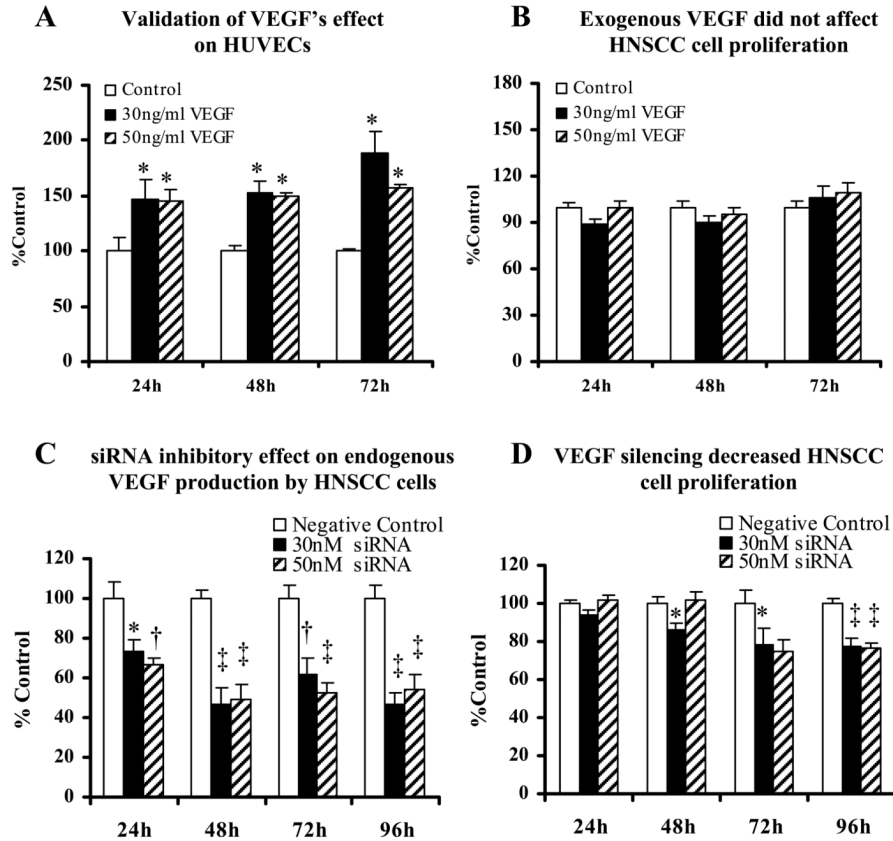 A
Validation of VEGF's effect
on HUVECs
Control
30ng/ml VEGF
50ng/ml VEGF
%Control
250
200
150
100
50
0
*
*
*
*
*
*
24h
48h
72h
B
Exogenous VEGF did not affect
HNSCC cell proliferation
Control
30ng/ml VEGF
50ng/ml VEGF
%Control
180
150
120
90
60
30
0
24h
48h
72h
C
siRNA inhibitory effect on endogenous
VEGF production by HNSCC cells
Negative Control
30nM siRNA
50nM siRNA
% Control
120
100
80
60
40
20
0
*
†
‡
‡
†
‡
‡
‡
24h
48h
72h
96h
D
VEGF silencing decreased HNSCC
cell proliferation
Negative Control
30nM siRNA
50nM siRNA
%Control
120
100
80
60
40
20
0
*
*
‡
‡
24h
48h
72h
96h